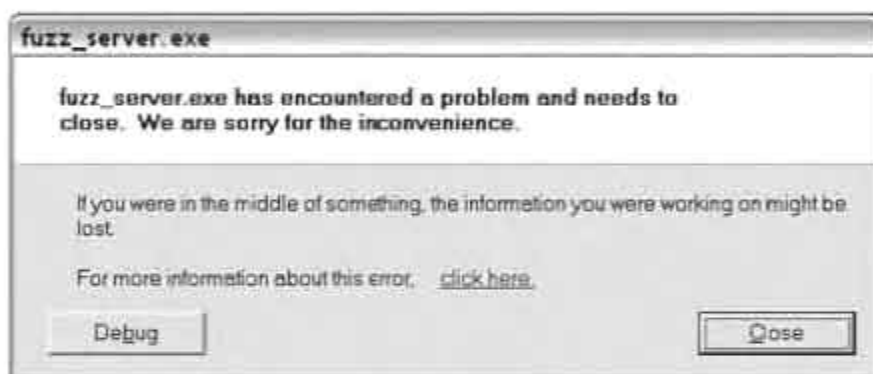 fuzz_server.exe
fuzz_server.exe has encountered a problem and needs to
close. We are sorry for the inconvenience.
If you were in the middle of something, the information you were working on might be
lost.
For more information about this error, click here.
Debug
Close